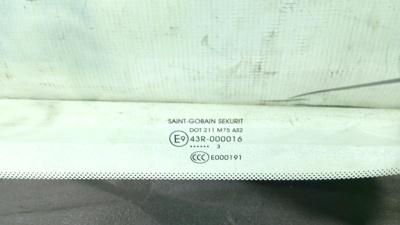 SAINT-GOBAIN SEKURIT
DOT 211 M75 AS2
E9 43R-000016
•••••• 3
CCC E000191